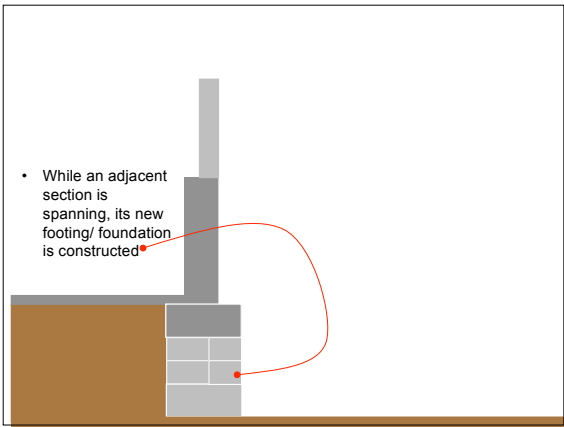 • While an adjacent
section is
spanning, its new
footing/ foundation
is constructed